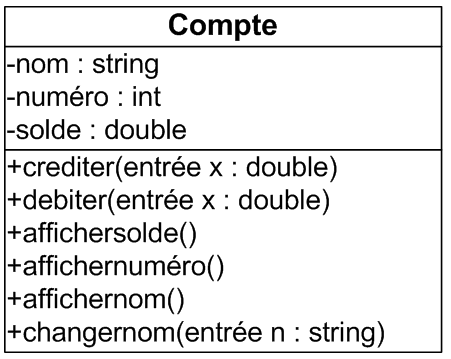 Compte
-nom : string
-numéro : int
-solde : double
+crediter(entrée x : double)
+debiter(entrée x : double)
+affichersolde()
+affichernuméro()
+affichernom()
+changernom(entrée n : string)